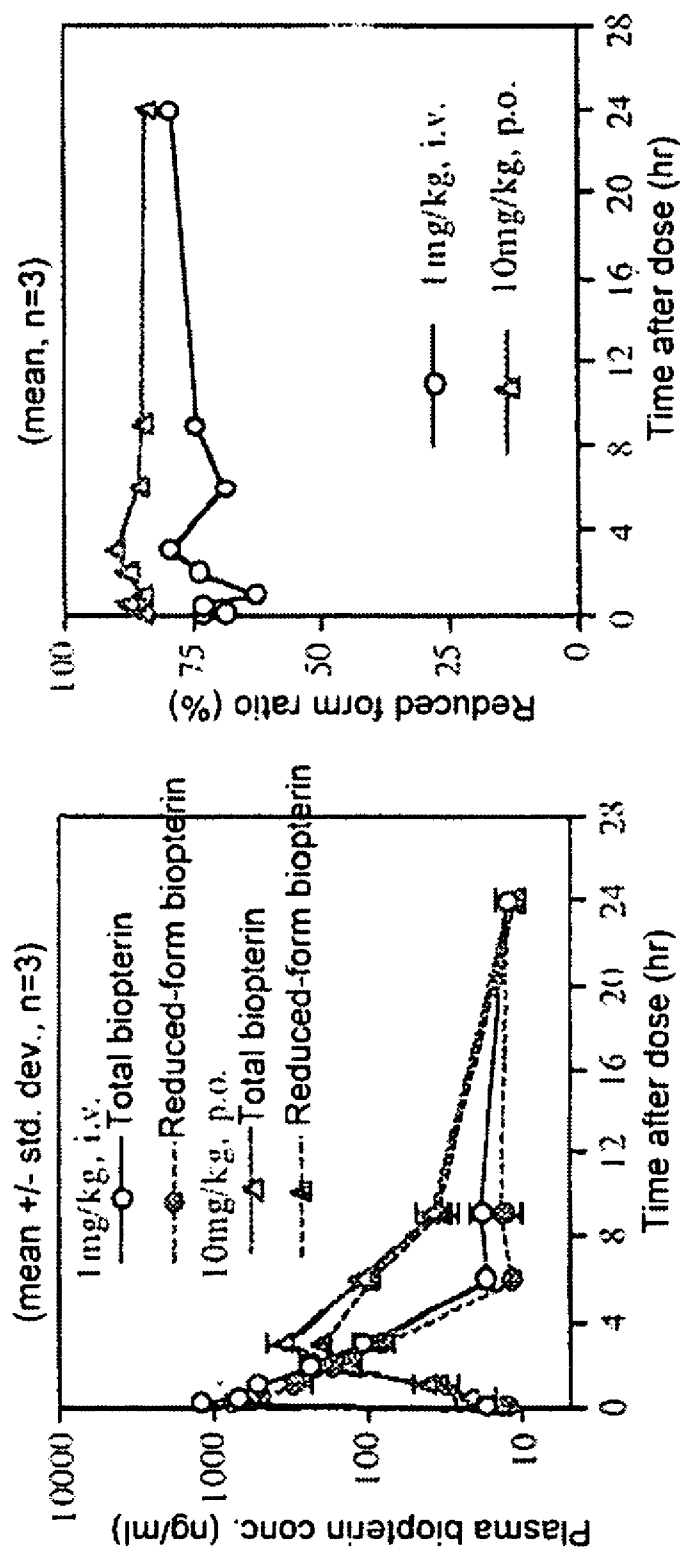 (mean +/- std. dev., n=3)
1mg/kg, i.v.
Total biopterin
Reduced-form biopterin
10mg/kg, p.o.
Total biopterin
Reduced-form biopterin
Plasma biopterin conc. (ng/ml)
10000
1000
100
10
0 4 8 12 16 20 24 28
Time after dose (hr)
(mean, n=3)
Reduced form ratio (%)
100
75
50
25
0
1mg/kg, i.v.
10mg/kg, p.o.
0 4 8 12 16 20 24 28
Time after dose (hr)